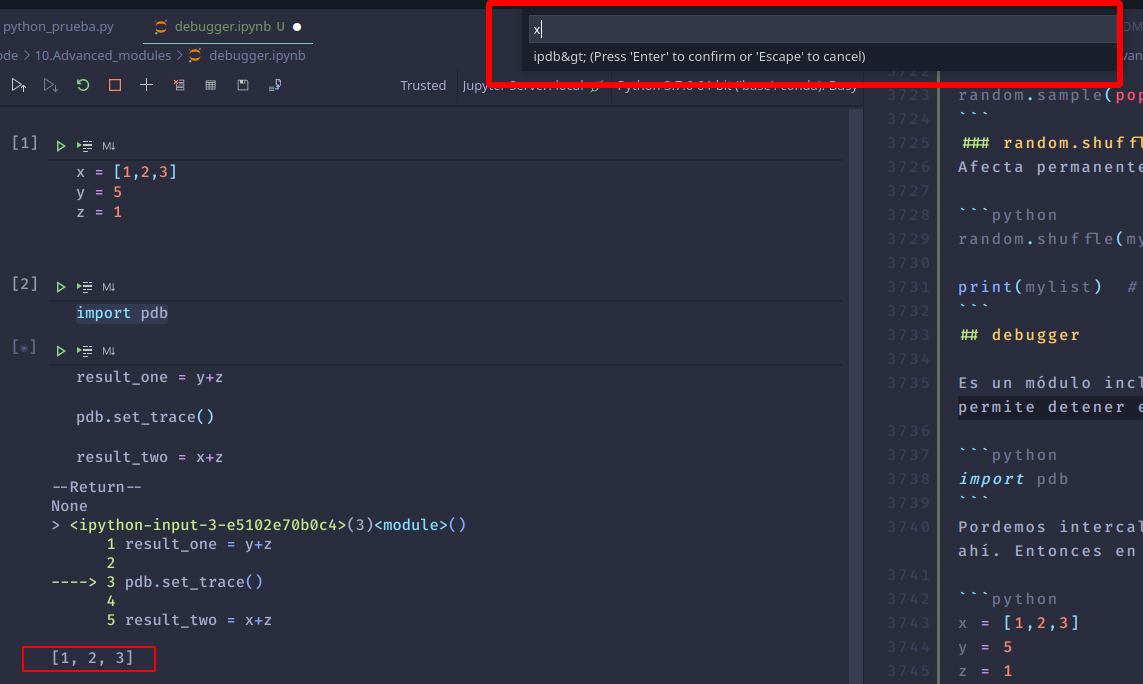 python_prueba.py
debugger.ipynb U
ode > 10.Advanced_modules > debugger.ipynb
x
ipdb&gt; (Press 'Enter' to confirm or 'Escape' to cancel)
Trusted
[1]
M↓
x = [1,2,3]
y = 5
z = 1
[2]
M↓
import pdb
[*]
M↓
result_one = y+z
pdb.set_trace()
result_two = x+z
--Return--
None
> <ipython-input-3-e5102e70b0c4>(3)<module>()
1 result_one = y+z
2
----> 3 pdb.set_trace()
4
5 result_two = x+z
[1, 2, 3]
3723 random.sample(pop
3724 ```
3725 ### random.shuffl
3726 Afecta permanente
3727
3728 ```python
3729 random.shuffle(my
3730
3731 print(mylist) #
3732 ```
3733 ## debugger
3734
3735 Es un módulo incl
permite detener e
3736
3737 ```python
3738 import pdb
3739 ```
3740 Pordemos intercal
ahí. Entonces en
3741
3742 ```python
3743 x = [1,2,3]
3744 y = 5
3745 z = 1